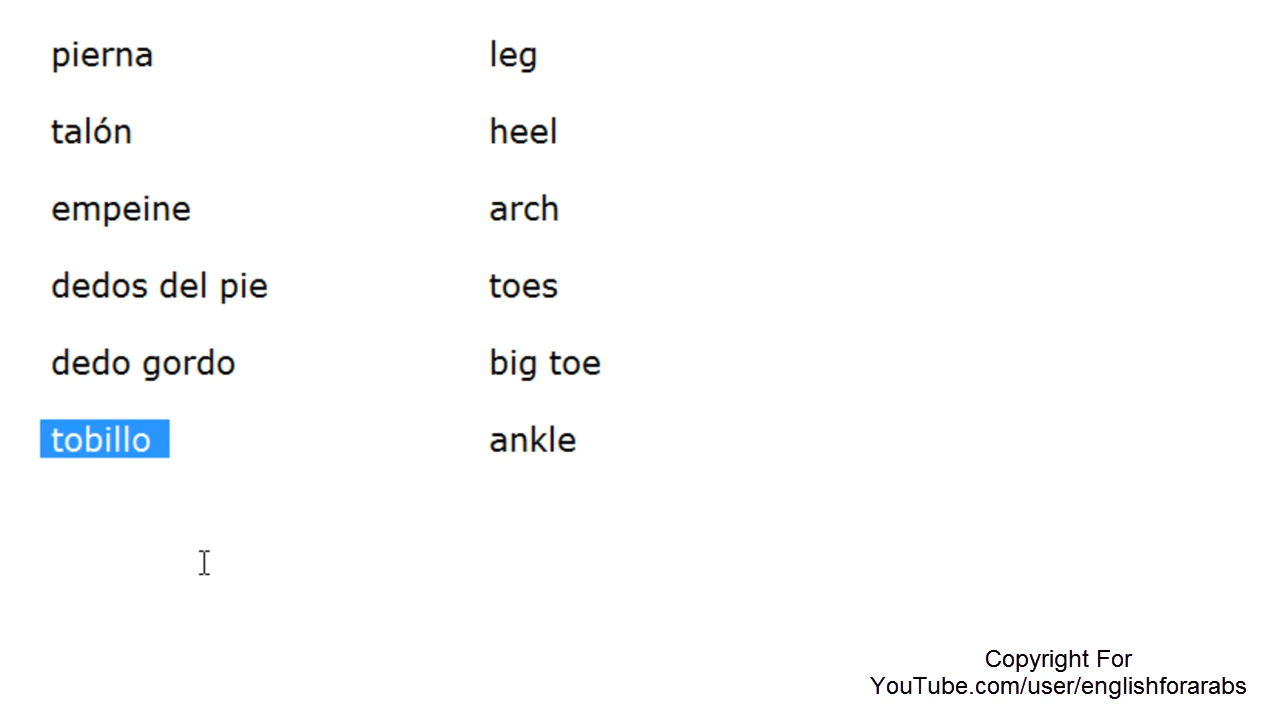 pierna leg
talón heel
empeine arch
dedos del pie toes
dedo gordo big toe
tobillo ankle
Copyright For
YouTube.com/user/englishforarabs